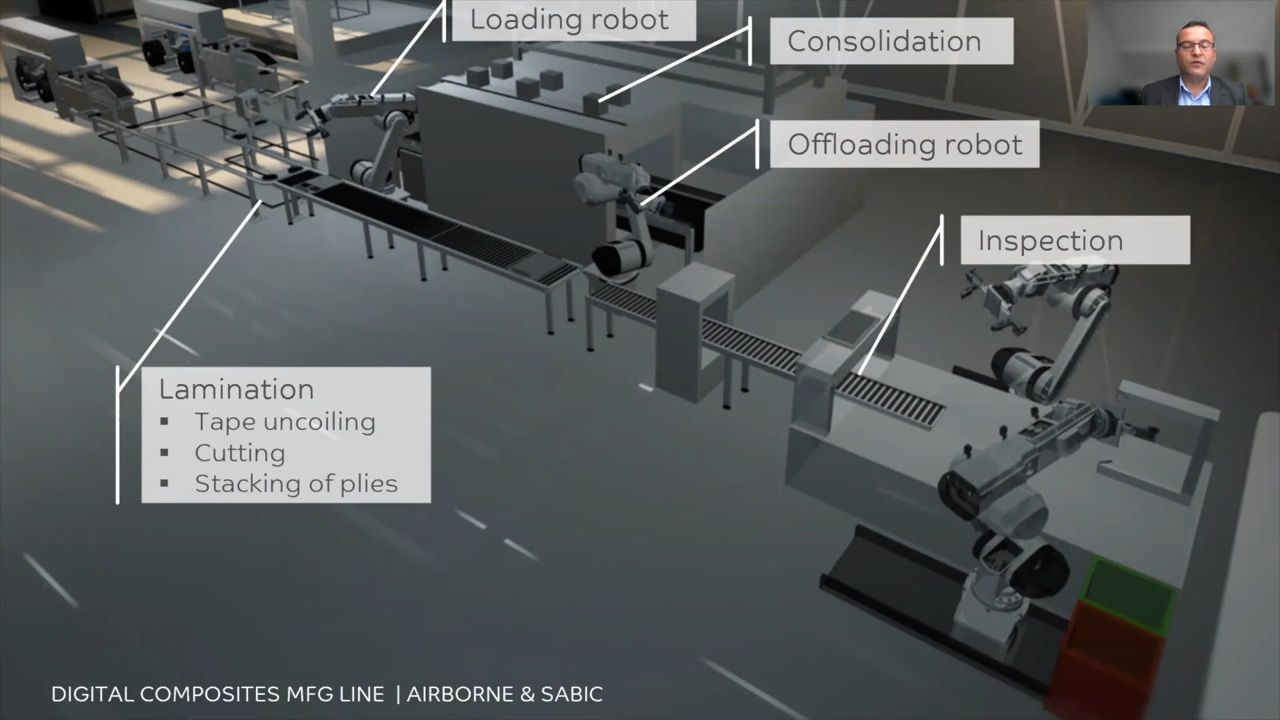 Loading robot
Consolidation
Offloading robot
Inspection
Lamination
▪ Tape uncoiling
▪ Cutting
▪ Stacking of plies
DIGITAL COMPOSITES MFG LINE | AIRBORNE & SABIC